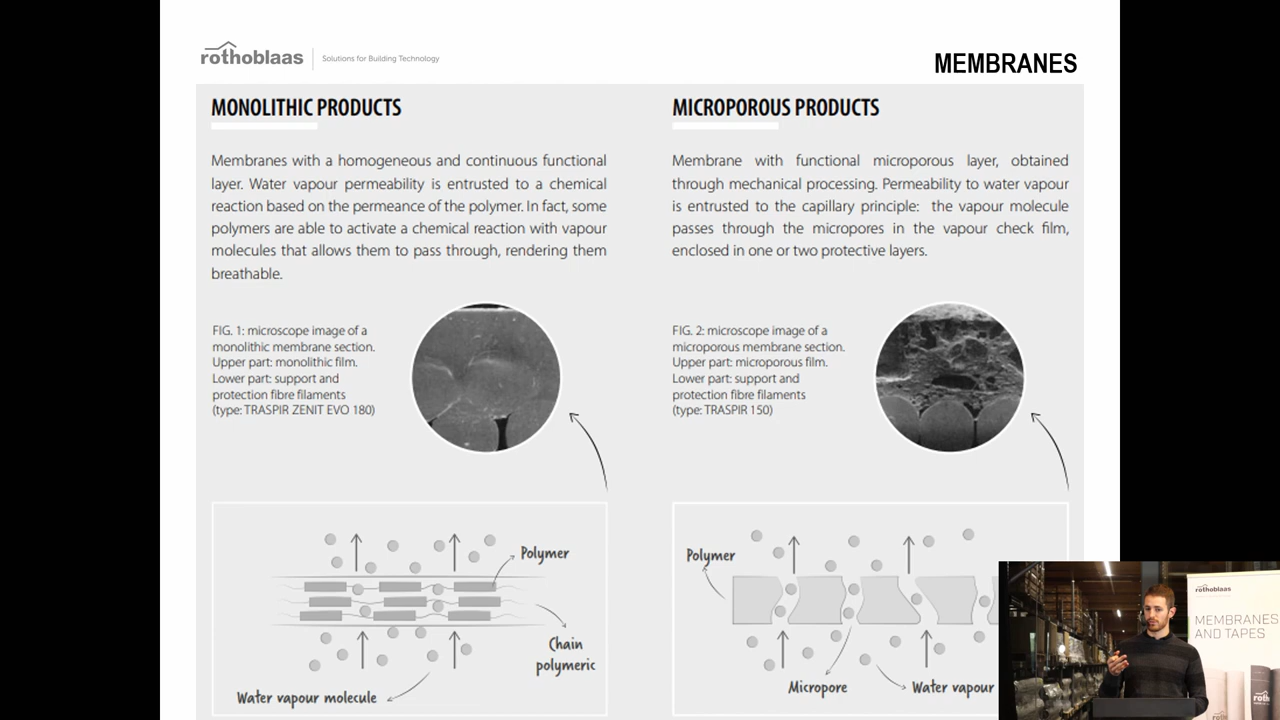 rothoblaas
Solutions for Building Technology
MEMBRANES
MONOLITHIC PRODUCTS
Membranes with a homogeneous and continuous functional
layer. Water vapour permeability is entrusted to a chemical
reaction based on the permeance of the polymer. In fact, some
polymers are able to activate a chemical reaction with vapour
molecules that allows them to pass through, rendering them
breathable.
FIG. 1: microscope image of a
monolithic membrane section.
Upper part: monolithic film.
Lower part: support and
protection fibre filaments
(type: TRASPIR ZENIT EVO 180)
Polymer
Chain
polymeric
Water vapour molecule
MICROPOROUS PRODUCTS
Membrane with functional microporous layer, obtained
through mechanical processing. Permeability to water vapour
is entrusted to the capillary principle: the vapour molecule
passes through the micropores in the vapour check film,
enclosed in one or two protective layers.
FIG. 2: microscope image of a
microporous membrane section.
Upper part: microporous film.
Lower part: support and
protection fibre filaments
(type: TRASPIR 150)
Polymer
Micropore
Water vapour
rothoblaas
MEMBRANES
AND TAPES
roth